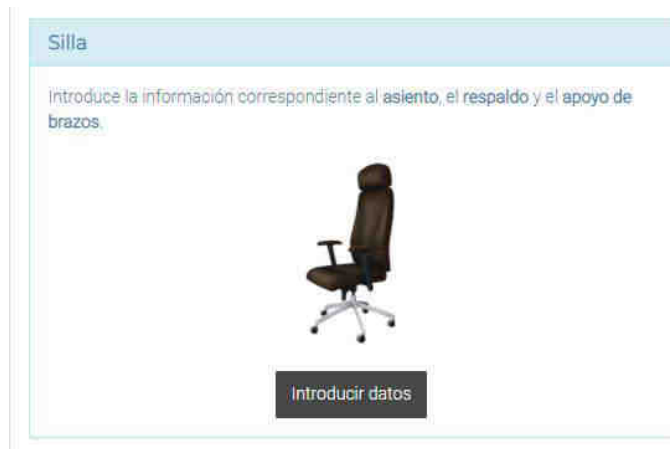 Silla
Introduce la información correspondiente al asiento, el respaldo y el apoyo de
brazos.
Introducir datos